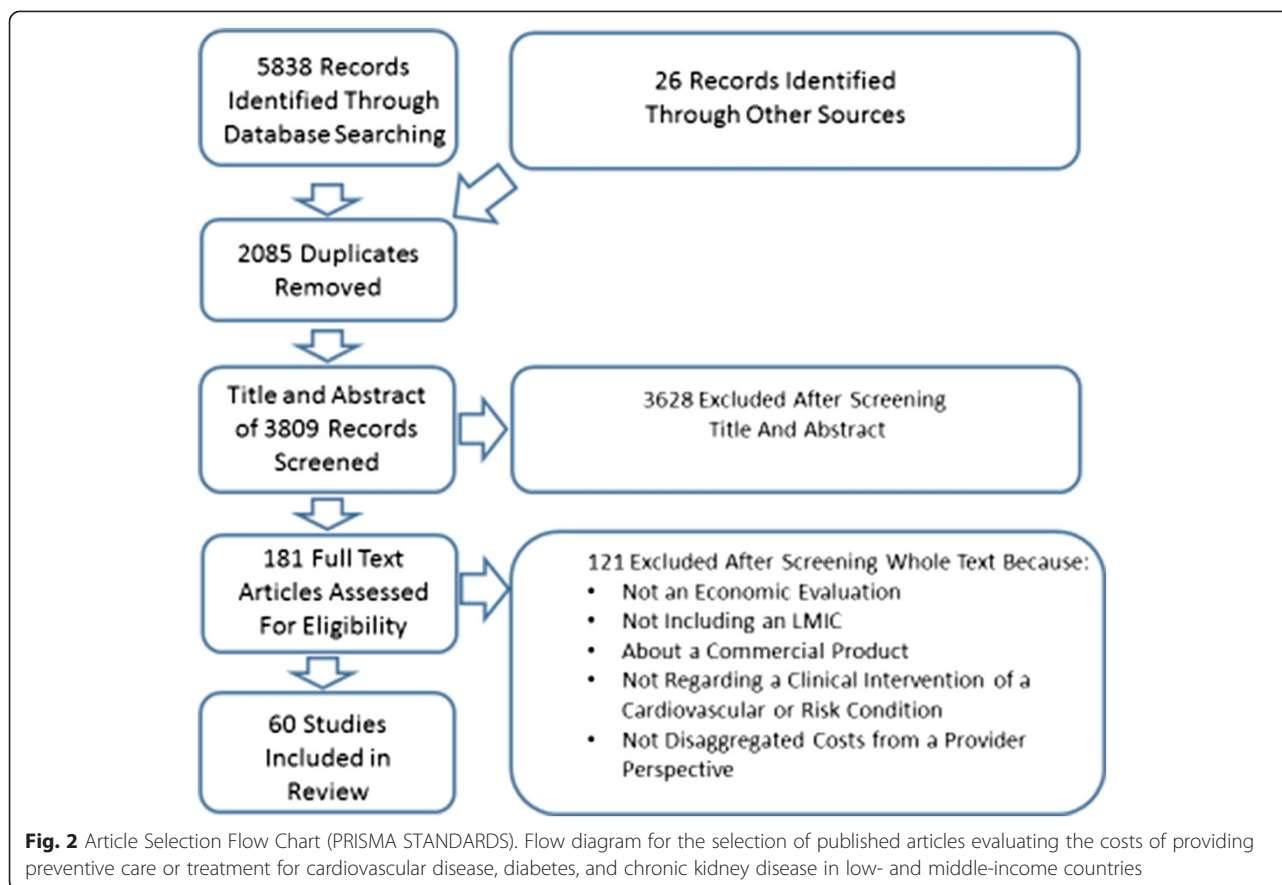 5838 Records
Identified Through
Database Searching
26 Records Identified
Through Other Sources
2085 Duplicates
Removed
Title and Abstract
of 3809 Records
Screened
3628 Excluded After Screening
Title And Abstract
181 Full Text
Articles Assessed
For Eligibility
121 Excluded After Screening Whole Text Because:
• Not an Economic Evaluation
• Not Including an LMIC
• About a Commercial Product
• Not Regarding a Clinical Intervention of a
Cardiovascular or Risk Condition
• Not Disaggregated Costs from a Provider
Perspective
60 Studies
Included in
Review
Fig. 2 Article Selection Flow Chart (PRISMA STANDARDS). Flow diagram for the selection of published articles evaluating the costs of providing
preventive care or treatment for cardiovascular disease, diabetes, and chronic kidney disease in low- and middle-income countries